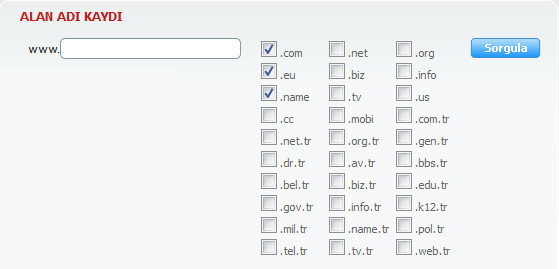 ALAN ADI KAYDI
www. .com .net .org Sorgula
.eu .biz .info
.name .tv .us
.cc .mobi .com.tr
.net.tr .org.tr .gen.tr
.dr.tr .av.tr .bbs.tr
.bel.tr .biz.tr .edu.tr
.gov.tr .info.tr .k12.tr
.mil.tr .name.tr .pol.tr
.tel.tr .tv.tr .web.tr